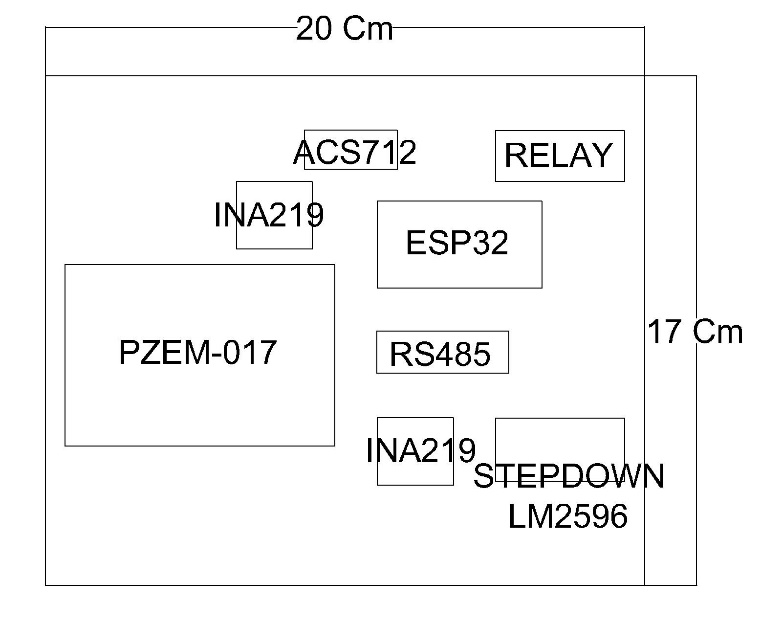 20 Cm
ACS712
RELAY
INA219
ESP32
17 Cm
PZEM-017
RS485
INA219
STEPDOWN
LM2596